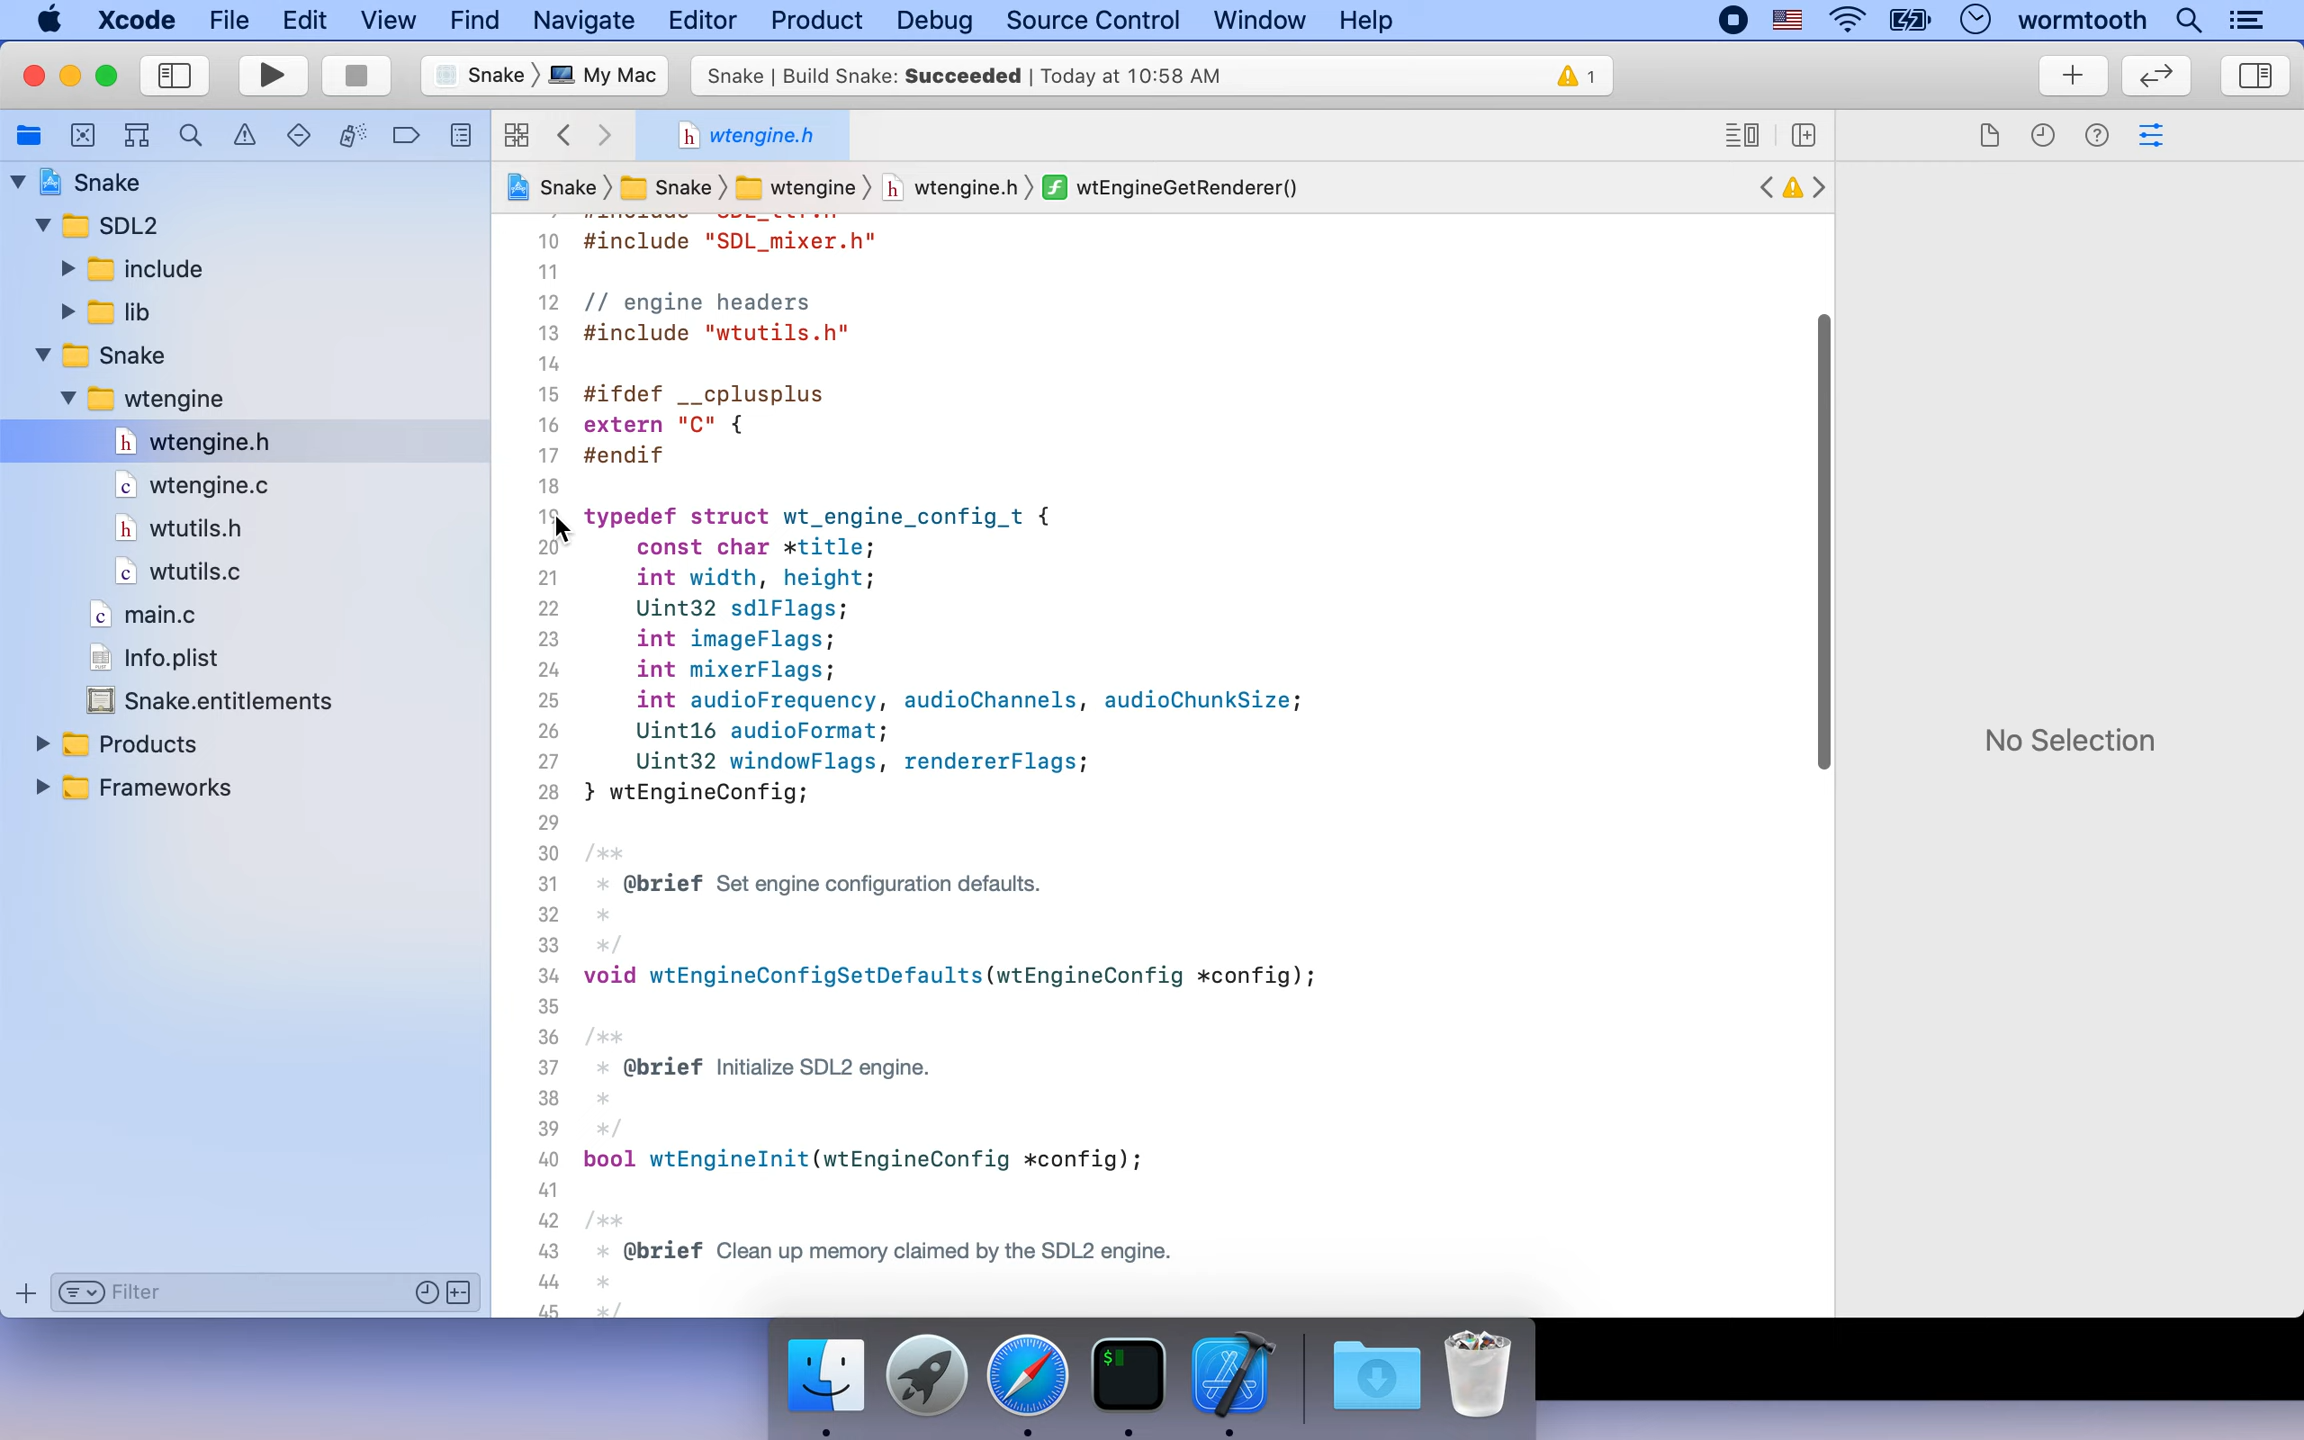 Xcode File Edit View Find Navigate Editor Product Debug Source Control Window Help wormtooth
Snake My Mac Snake | Build Snake: Succeeded | Today at 10:58 AM 1
wtengine.h
Snake
SDL2
include
lib
Snake
wtengine
wtengine.h
wtengine.c
wtutils.h
wtutils.c
main.c
Info.plist
Snake.entitlements
Products
Frameworks
Filter
Snake Snake wtengine wtengine.h wtEngineGetRenderer()
10 #include "SDL_mixer.h"
11
12 // engine headers
13 #include "wtutils.h"
14
15 #ifdef __cplusplus
16 extern "C" {
17 #endif
18
19 typedef struct wt_engine_config_t {
20 const char *title;
21 int width, height;
22 Uint32 sdlFlags;
23 int imageFlags;
24 int mixerFlags;
25 int audioFrequency, audioChannels, audioChunkSize;
26 Uint16 audioFormat;
27 Uint32 windowFlags, rendererFlags;
28 } wtEngineConfig;
29
30 /**
31 * @brief Set engine configuration defaults.
32 *
33 */
34 void wtEngineConfigSetDefaults(wtEngineConfig *config);
35
36 /**
37 * @brief Initialize SDL2 engine.
38 *
39 */
40 bool wtEngineInit(wtEngineConfig *config);
41
42 /**
43 * @brief Clean up memory claimed by the SDL2 engine.
44 *
45 */
No Selection